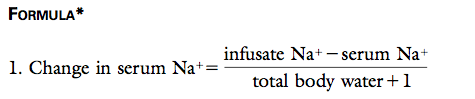 FORMULA*
1. Change in serum Na+ = infusate Na+ – serum Na+
total body water + 1